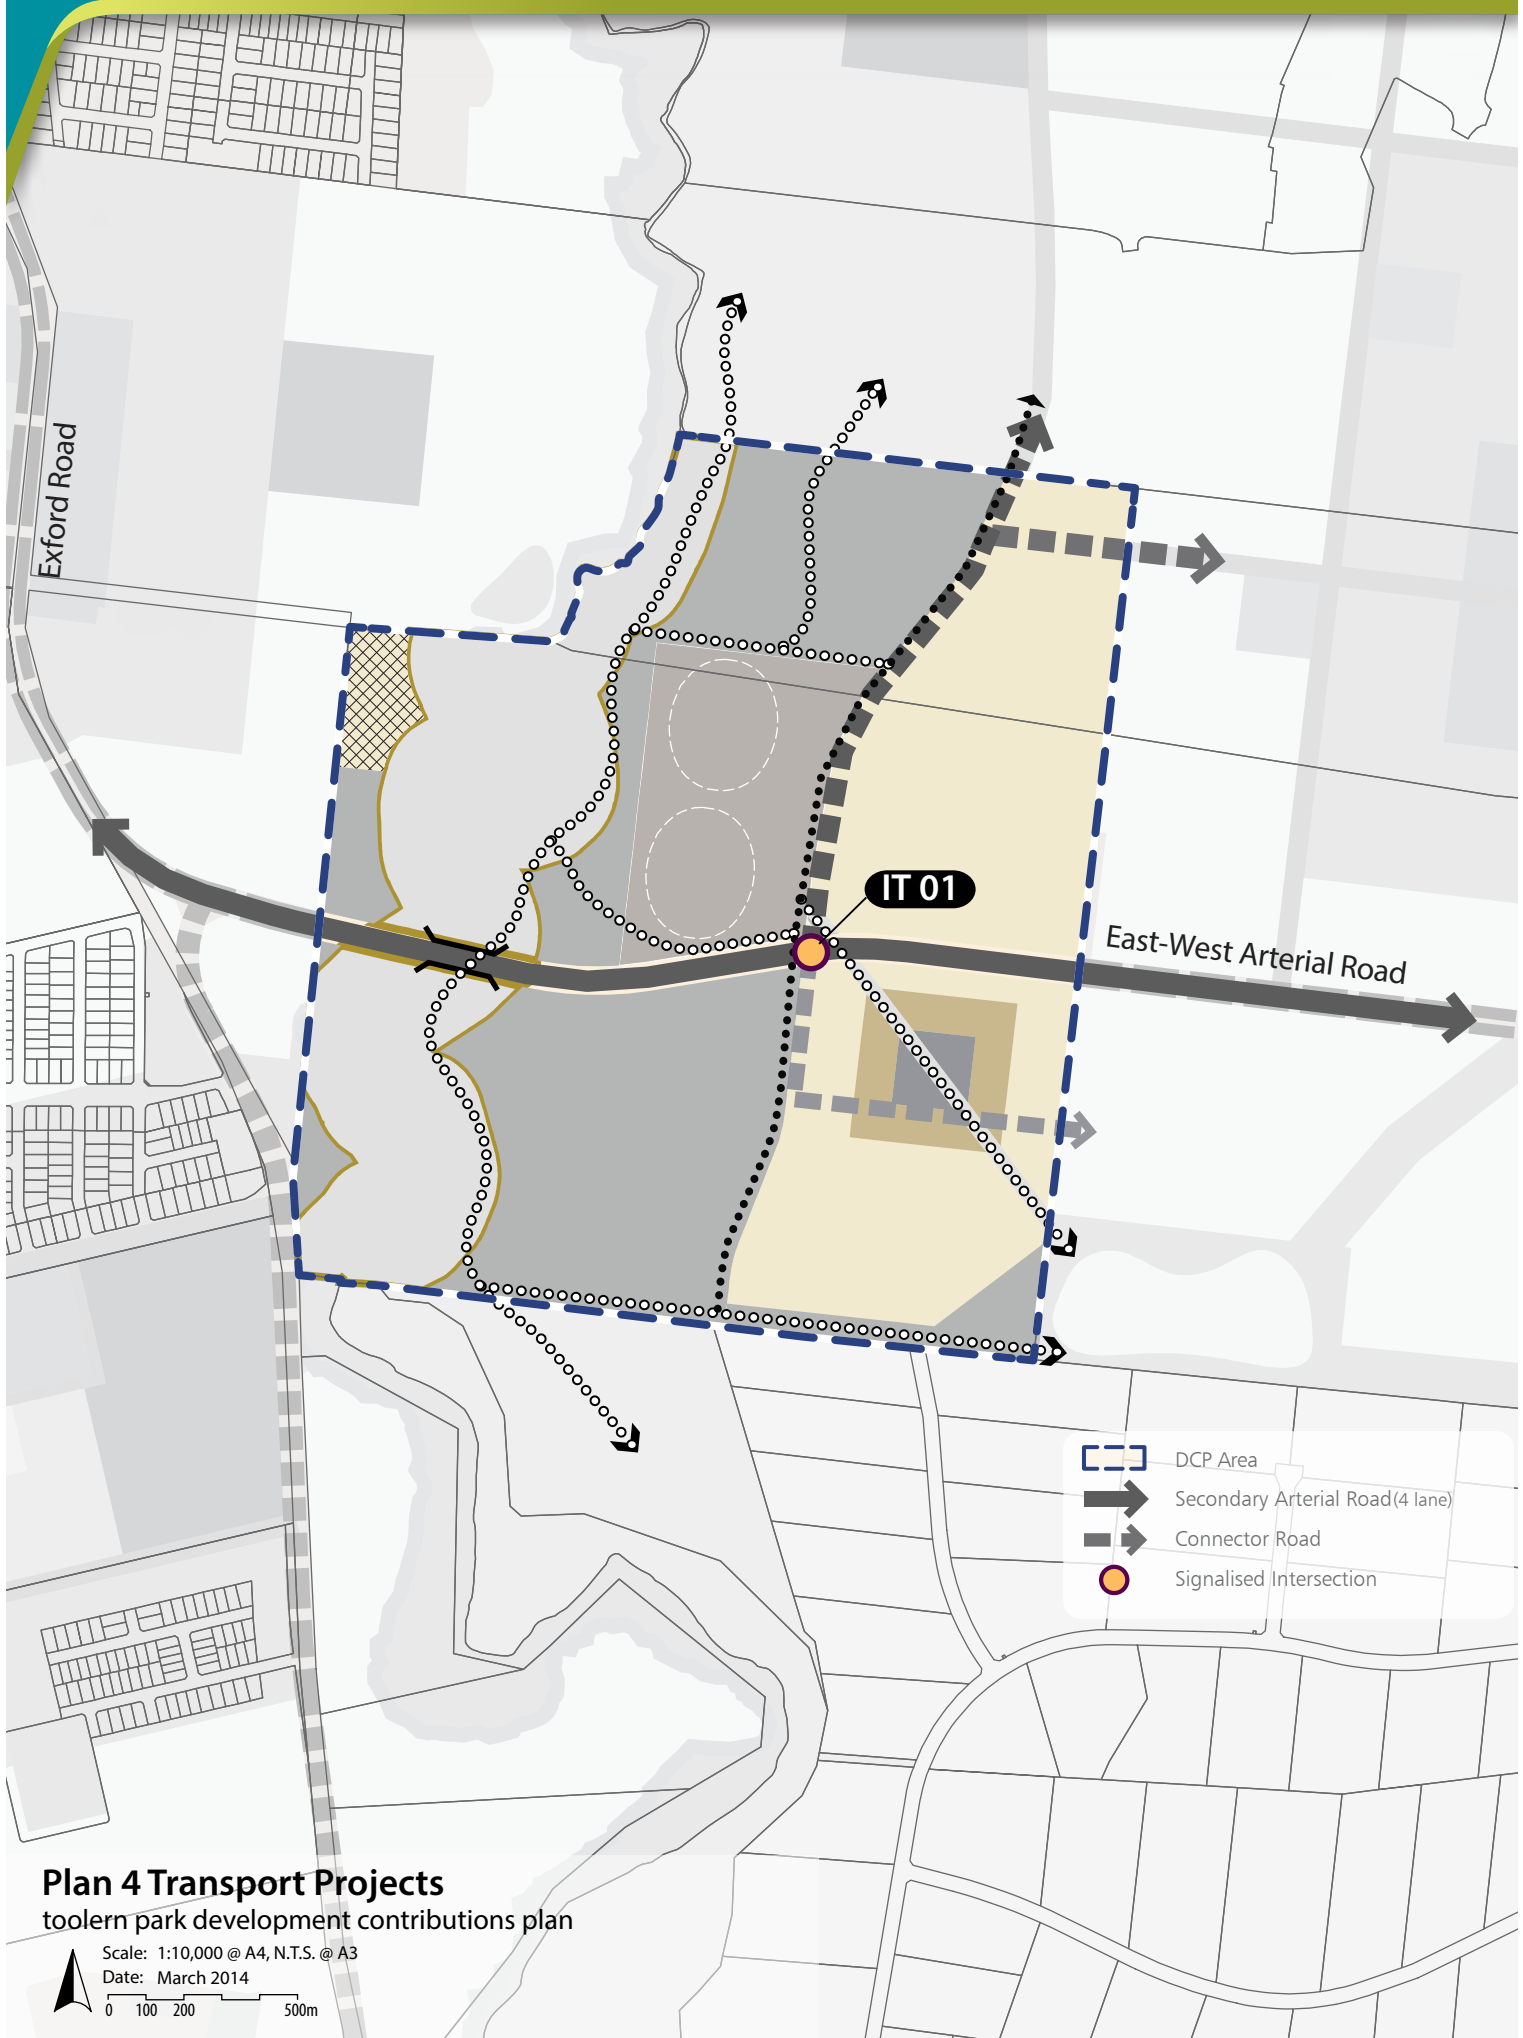 Exford Road
IT 01
East-West Arterial Road
DCP Area
Secondary Arterial Road(4 lane)
Connector Road
Signalised Intersection
Plan 4 Transport Projects
toolern park development contributions plan
Scale: 1:10,000 @ A4, N.T.S. @ A3
Date: March 2014
0 100 200 500m